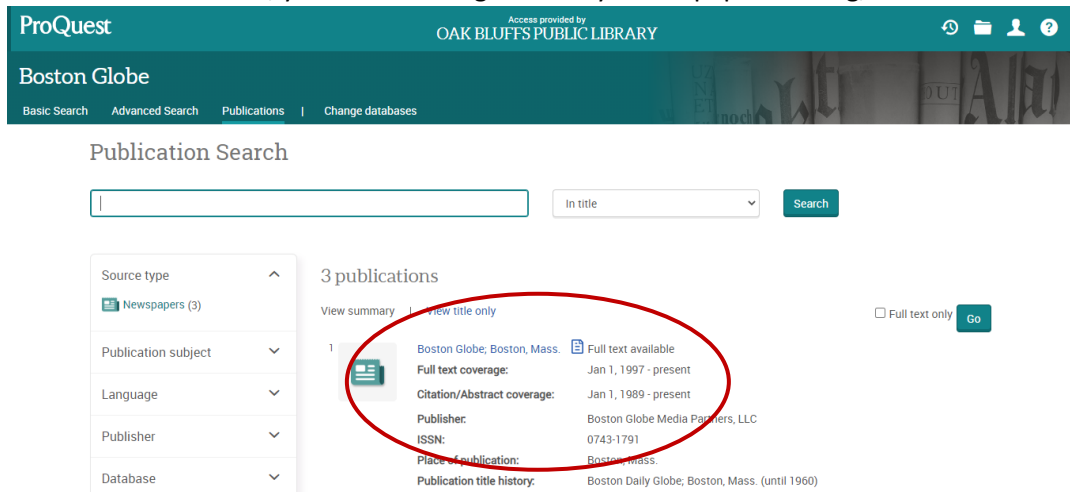 ProQuest
Access provided by
OAK BLUFFS PUBLIC LIBRARY
Boston Globe
Basic Search Advanced Search Publications | Change databases
Publication Search
In title
Search
Source type
Newspapers (3)
Publication subject
Language
Publisher
Database
3 publications
View summary | View title only
Full text only Go
1
Boston Globe; Boston, Mass. Full text available
Full text coverage: Jan 1, 1997 - present
Citation/Abstract coverage: Jan 1, 1989 - present
Publisher: Boston Globe Media Partners, LLC
ISSN: 0743-1791
Place of publication: Boston, Mass.
Publication title history: Boston Daily Globe; Boston, Mass. (until 1960)